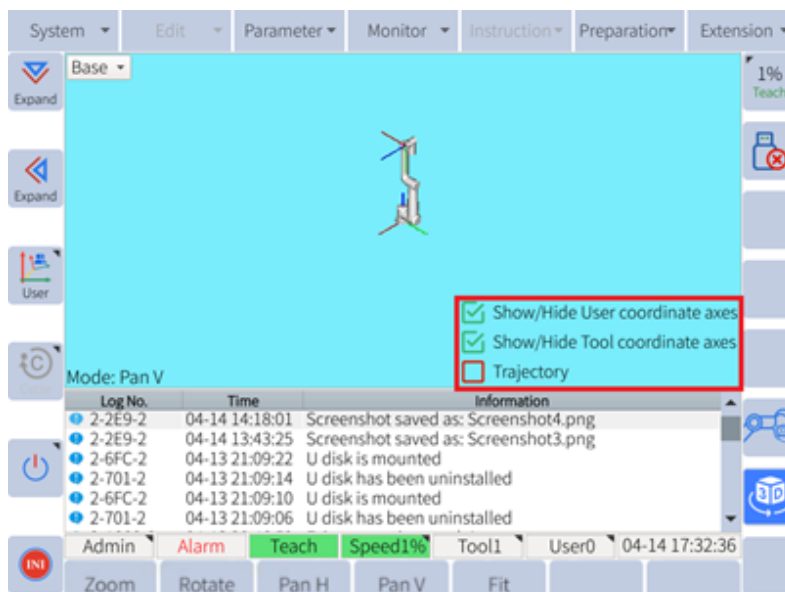 System Edit Parameter Monitor Instruction Preparation Extension
Base
1%
Teach
Expand
Expand
User
Show/Hide User coordinate axes
Show/Hide Tool coordinate axes
Trajectory
Mode: Pan V
Log No. Time Information
2-2E9-2 04-14 14:18:01 Screenshot saved as: Screenshot4.png
2-2E9-2 04-14 13:43:25 Screenshot saved as: Screenshot3.png
2-6FC-2 04-13 21:09:22 U disk is mounted
2-701-2 04-13 21:09:14 U disk has been uninstalled
2-6FC-2 04-13 21:09:10 U disk is mounted
2-701-2 04-13 21:09:06 U disk has been uninstalled
3D
Admin Alarm Teach Speed1% Tool1 User0 04-14 17:32:36
INI
Zoom Rotate Pan H Pan V Fit